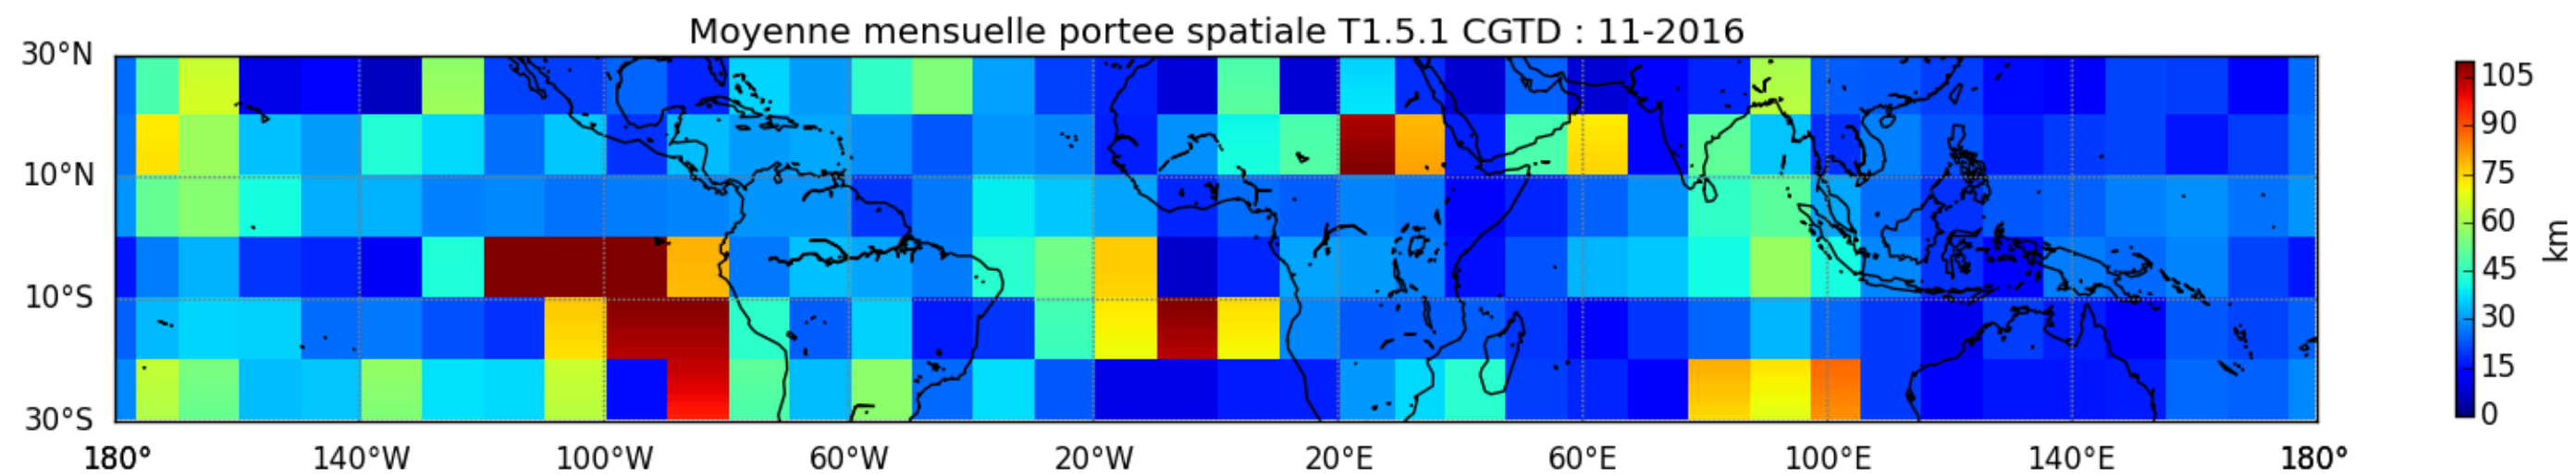 Moyenne mensuelle portee spatiale T1.5.1 CGTD : 11-2016
30°N
10°N
10°S
30°S
180° 140°W 100°W 60°W 20°W 20°E 60°E 100°E 140°E 180°
105
90
75
60
45
30
15
0
km